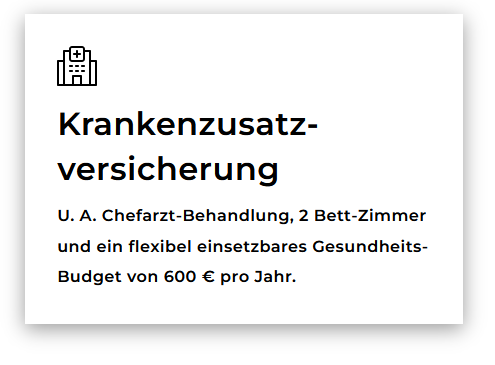 Krankenzusatz-
versicherung
U. A. Chefarzt-Behandlung, 2 Bett-Zimmer
und ein flexibel einsetzbares Gesundheits-
Budget von 600 € pro Jahr.